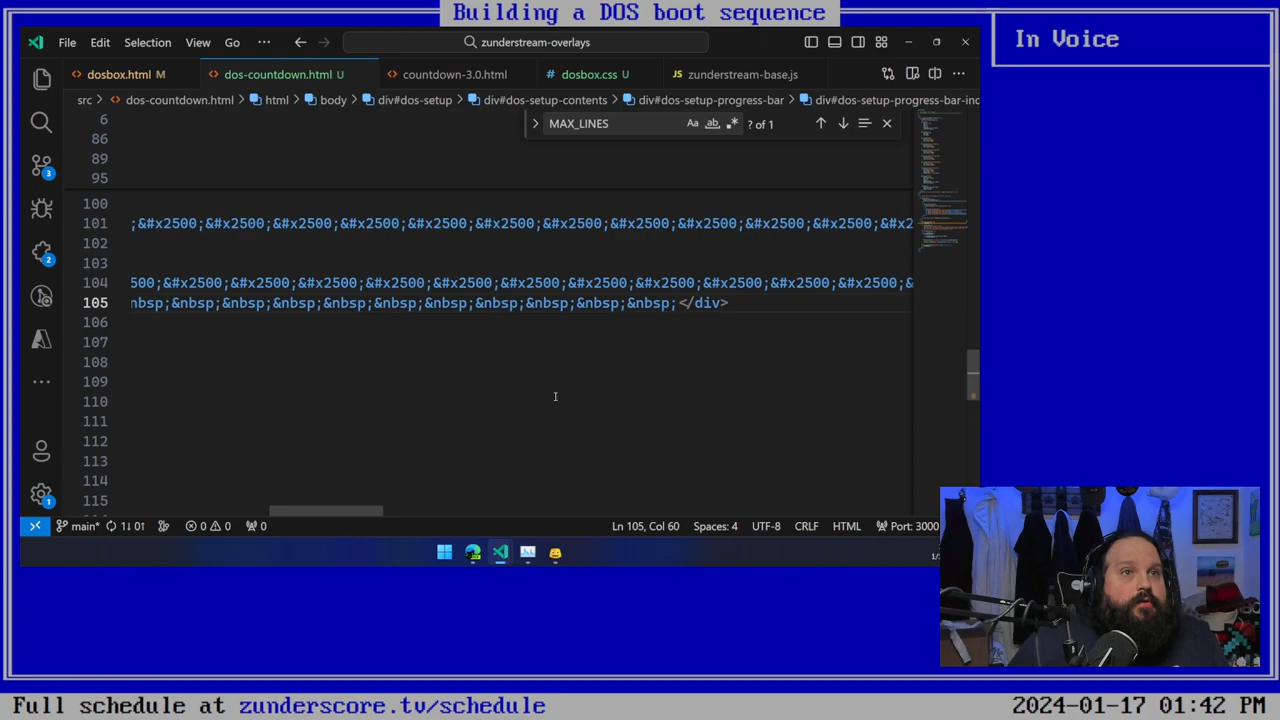 Building a DOS boot sequence
In Voice
File Edit Selection View Go ··· zunderstream-overlays
dosbox.html M dos-countdown.html U countdown-3.0.html dosbox.css U zunderstream-base.js
src > dos-countdown.html > html > body > div#dos-setup > div#dos-setup-contents > div#dos-setup-progress-bar > div#dos-setup-progress-bar-inc
MAX_LINES Aa ab .* ? of 1
6
86
89
95
100
101 ;&#x2500;&#x2500;&#x2500;&#x2500;&#x2500;&#x2500;&#x2500;&#x2500;&#x2500;&#x2500;&#x2500;&#x2
102
103
104 500;&#x2500;&#x2500;&#x2500;&#x2500;&#x2500;&#x2500;&#x2500;&#x2500;&#x2500;&#x2500;&#x2500;&
105 nbsp;&nbsp;&nbsp;&nbsp;&nbsp;&nbsp;&nbsp;&nbsp;&nbsp;&nbsp;&nbsp;</div>
106
107
108
109
110
111
112
113
114
115
3
2
1
main* 1↓ 0↑ 0 0 0 Ln 105, Col 60 Spaces: 4 UTF-8 CRLF HTML Port: 3000
Full schedule at zunderscore.tv/schedule 2024-01-17 01:42 PM